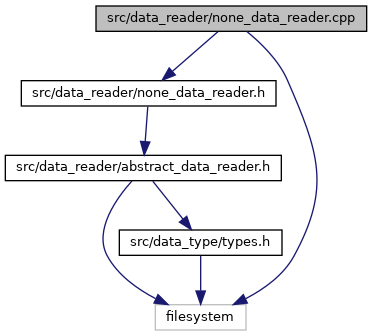 src/data_reader/none_data_reader.cpp
src/data_reader/none_data_reader.h
src/data_reader/abstract_data_reader.h
src/data_type/types.h
filesystem